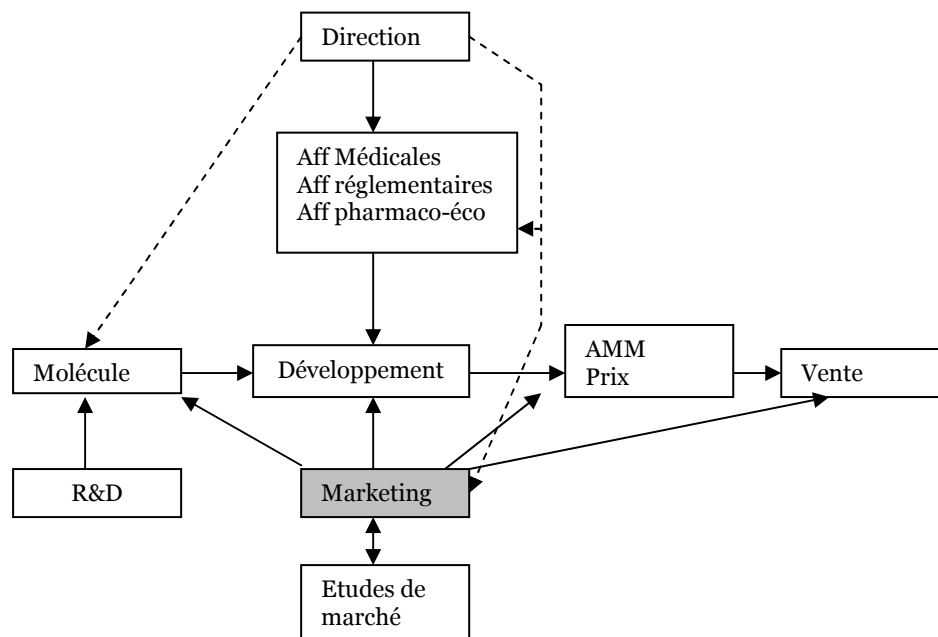 Direction
Aff Médicales
Aff réglementaires
Aff pharmaco-éco
Molécule
Développement
AMM
Prix
Vente
R&D
Marketing
Etudes de
marché